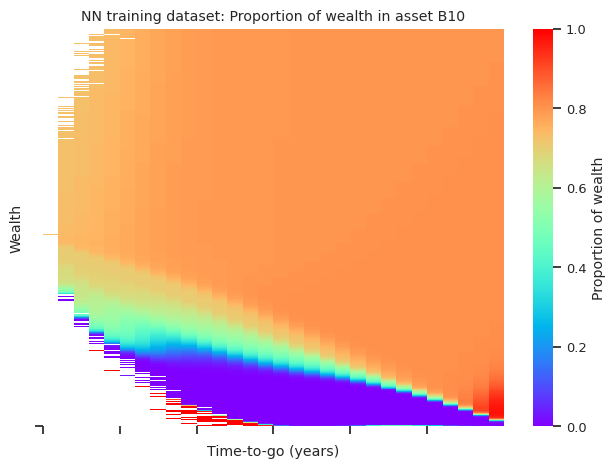 NN training dataset: Proportion of wealth in asset B10
Wealth
Time-to-go (years)
1.0
0.8
0.6
0.4
0.2
0.0
Proportion of wealth